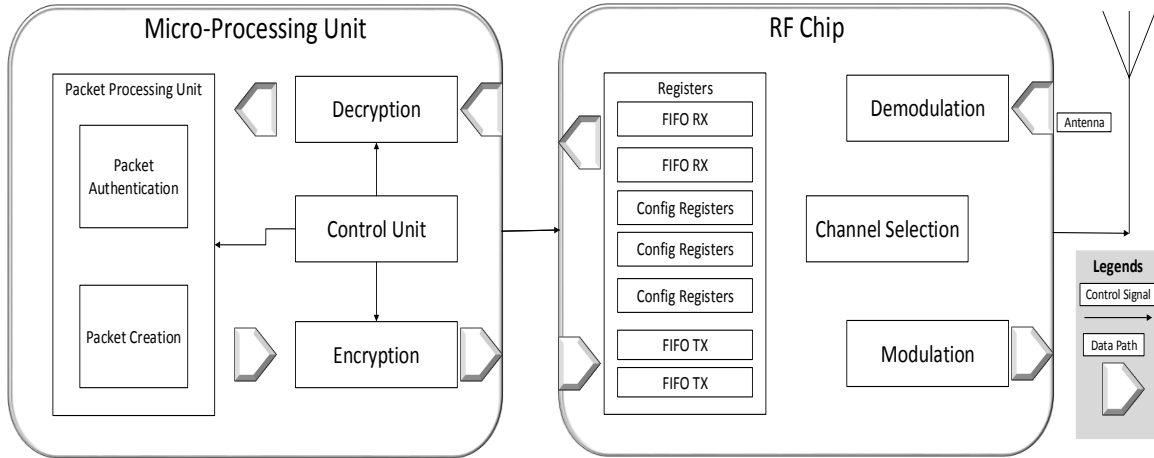 Micro-Processing Unit
Packet Processing Unit
Packet
Authentication
Packet Creation
Decryption
Control Unit
Encryption
RF Chip
Registers
FIFO RX
FIFO RX
Config Registers
Config Registers
Config Registers
FIFO TX
FIFO TX
Demodulation
Channel Selection
Modulation
Antenna
Legends
Control Signal
Data Path